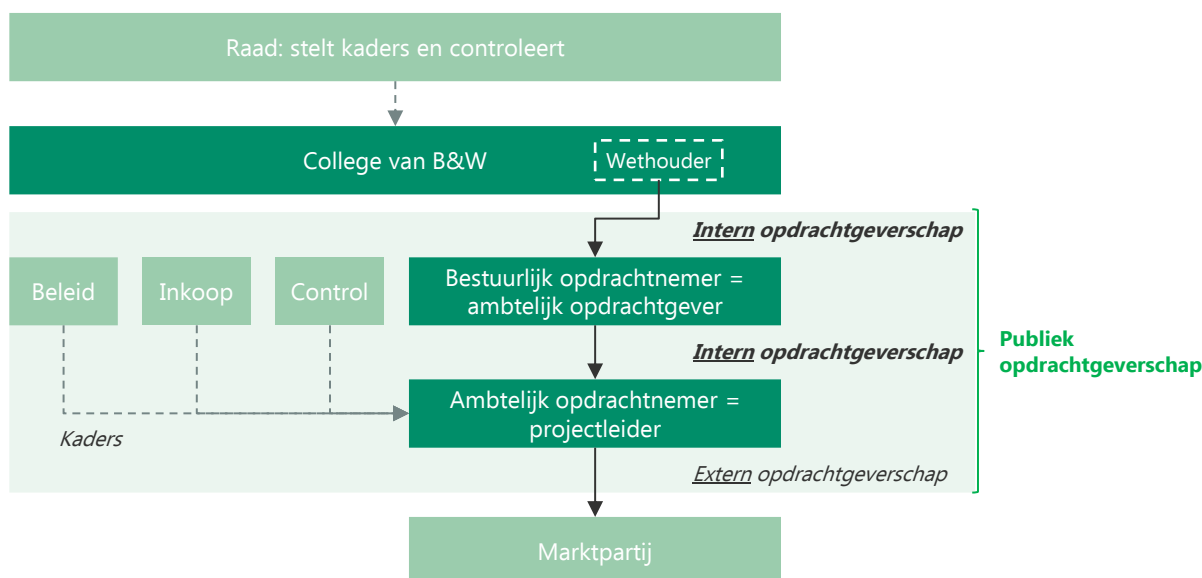 Raad: stelt kaders en controleert
College van B&W
Wethouder
Intern opdrachtgeverschap
Beleid
Inkoop
Control
Bestuurlijk opdrachtnemer =
ambtelijk opdrachtgever
Intern opdrachtgeverschap
Publiek
opdrachtgeverschap
Ambtelijk opdrachtnemer =
projectleider
Kaders
Extern opdrachtgeverschap
Marktpartij